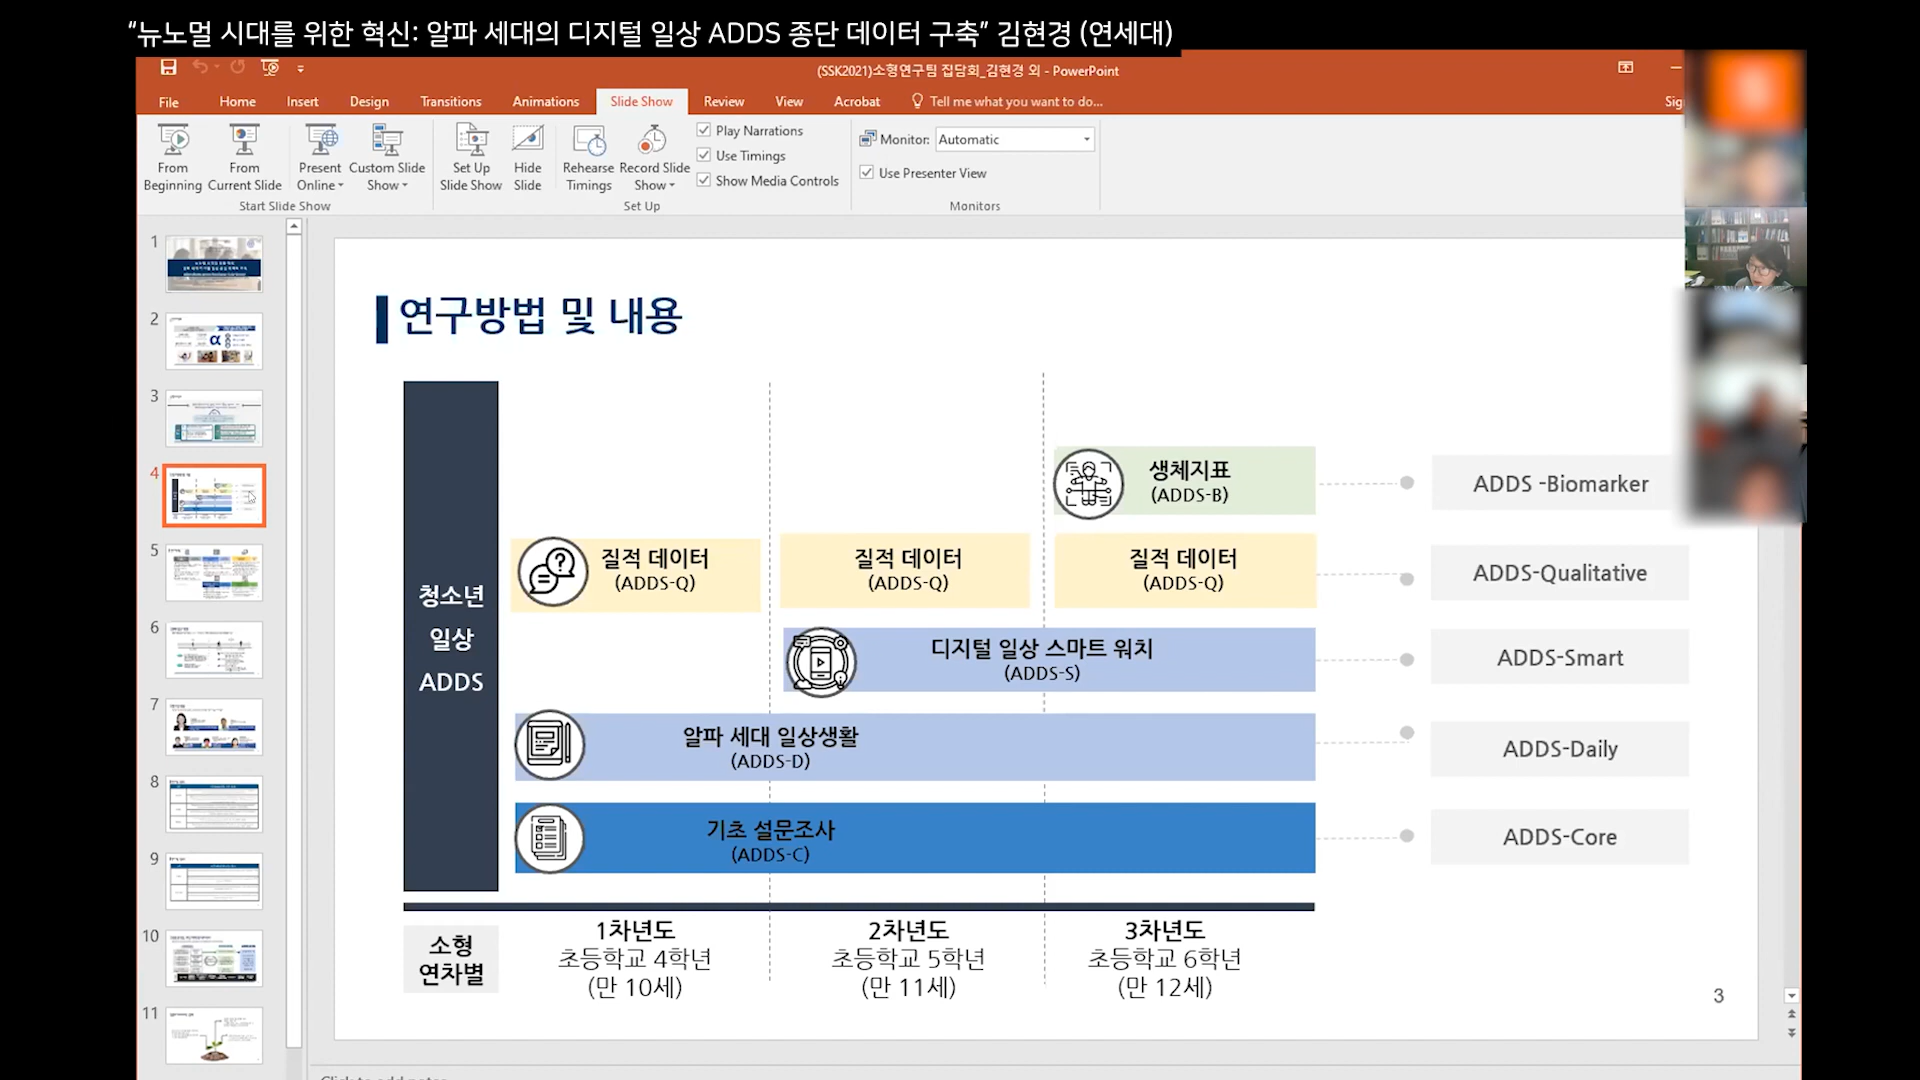 “뉴노멀 시대를 위한 혁신: 알파 세대의 디지털 일상 ADDS 종단 데이터 구축” 김현경 (연세대)
(SSK2021)소형연구팀 집담회_김현경 외 - PowerPoint
File Home Insert Design Transitions Animations Slide Show Review View Acrobat Tell me what you want to do...
From Beginning
From Current Slide
Present Online
Custom Slide Show
Start Slide Show
Set Up Slide Show
Hide Slide
Rehearse Timings
Record Slide Show
Play Narrations
Use Timings
Show Media Controls
Set Up
Monitor: Automatic
Use Presenter View
Monitors
1
2
3
4
5
6
7
8
9
10
11
연구방법 및 내용
청소년
일상
ADDS
생체지표
(ADDS-B)
ADDS -Biomarker
질적 데이터
(ADDS-Q)
질적 데이터
(ADDS-Q)
질적 데이터
(ADDS-Q)
ADDS-Qualitative
디지털 일상 스마트 워치
(ADDS-S)
ADDS-Smart
알파 세대 일상생활
(ADDS-D)
ADDS-Daily
기초 설문조사
(ADDS-C)
ADDS-Core
소형
연차별
1차년도
초등학교 4학년
(만 10세)
2차년도
초등학교 5학년
(만 11세)
3차년도
초등학교 6학년
(만 12세)
3